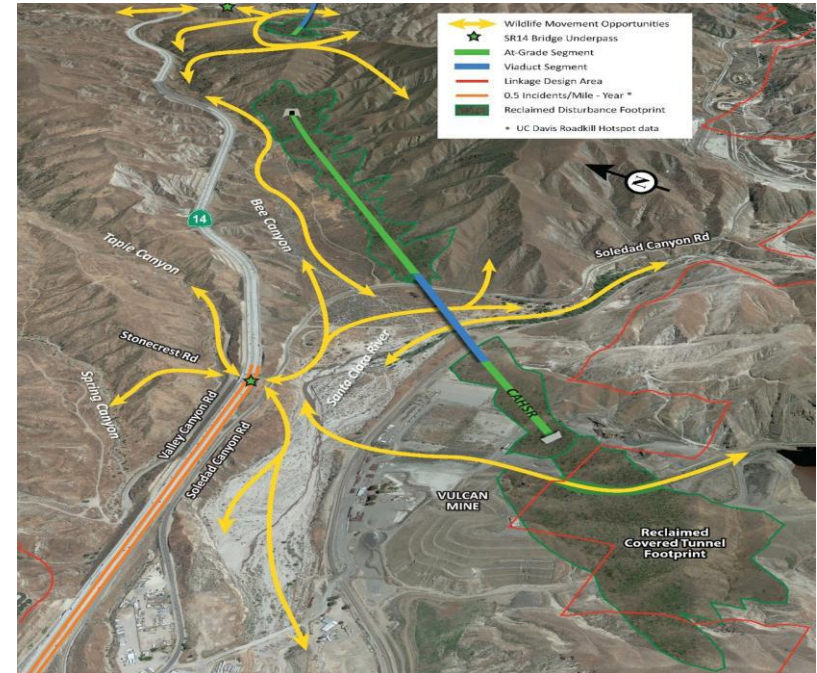 Wildlife Movement Opportunities
SR14 Bridge Underpass
At-Grade Segment
Viaduct Segment
Linkage Design Area
0.5 Incidents/Mile - Year *
Reclaimed Disturbance Footprint
* UC Davis Roadkill Hotspot data
N
14
Bee Canyon
Tapie Canyon
Soledad Canyon Rd
Stonecrest Rd
Spring Canyon
Valley Canyon Rd
Soledad Canyon Rd
Santa Clara River
CAHSR
VULCAN
MINE
Reclaimed
Covered Tunnel
Footprint